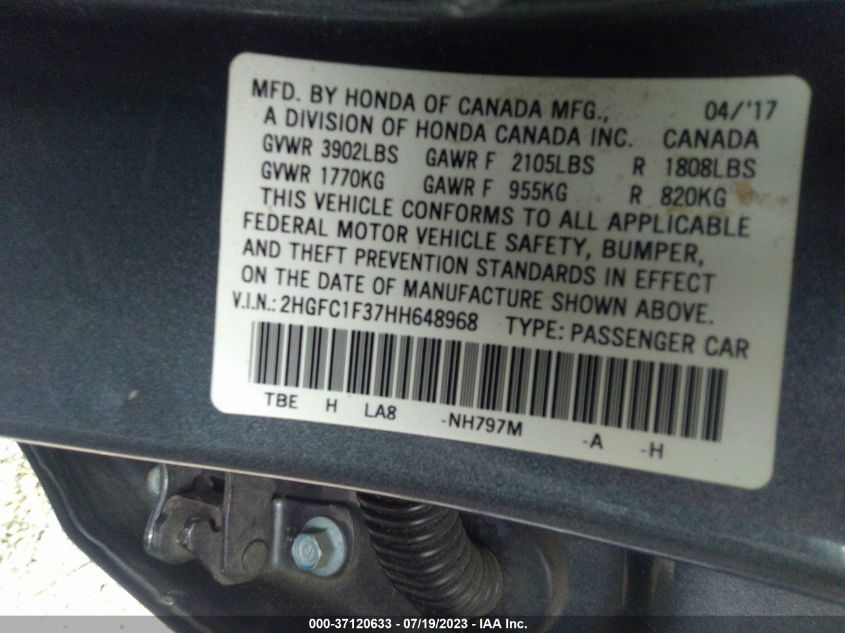 MFD. BY HONDA OF CANADA MFG., 04/'17
A DIVISION OF HONDA CANADA INC. CANADA
GVWR 3902LBS GAWR F 2105LBS R 1808LBS
GVWR 1770KG GAWR F 955KG R 820KG
THIS VEHICLE CONFORMS TO ALL APPLICABLE
FEDERAL MOTOR VEHICLE SAFETY, BUMPER,
AND THEFT PREVENTION STANDARDS IN EFFECT
ON THE DATE OF MANUFACTURE SHOWN ABOVE.
V.I.N.: 2HGFC1F37HH648968 TYPE: PASSENGER CAR
TBE H LA8 -NH797M -A -H
000-37120633 - 07/19/2023 - IAA Inc.